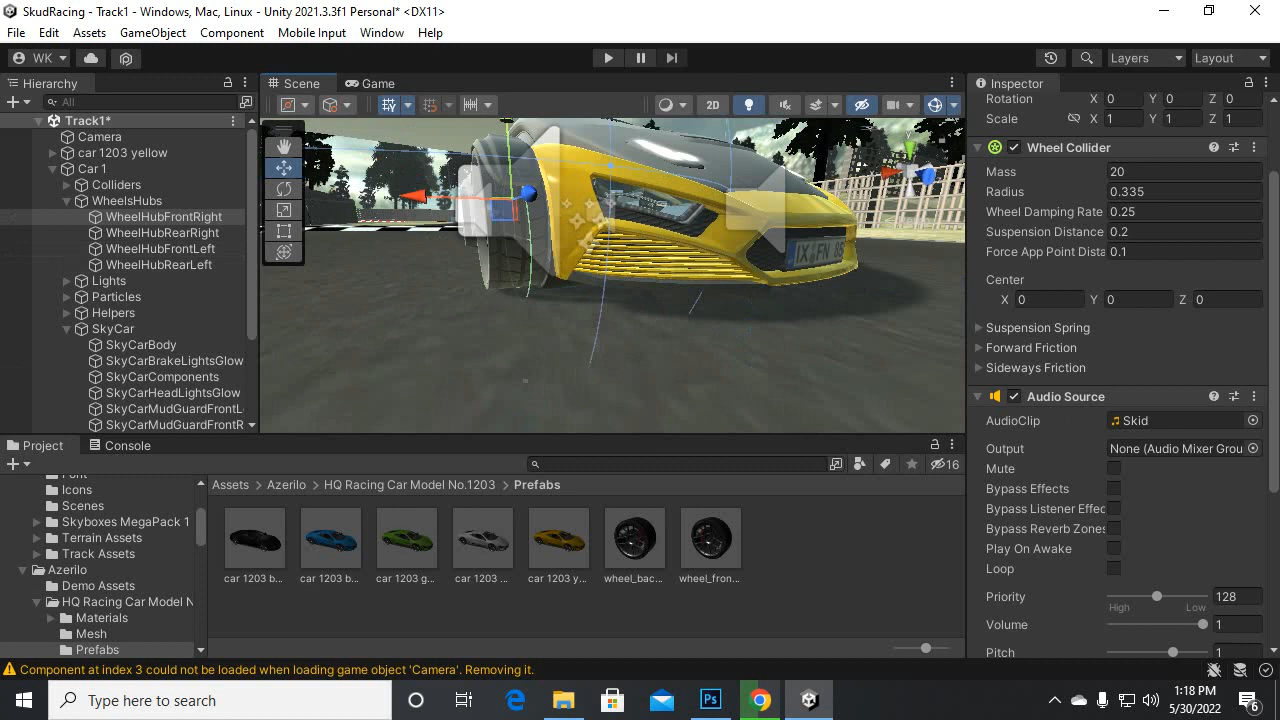 SkudRacing - Track1 - Windows, Mac, Linux - Unity 2021.3.3f1 Personal* <DX11>
File Edit Assets GameObject Component Mobile Input Window Help
WK Layers Layout
Hierarchy Scene Game Inspector
All 2D
Rotation X 0 Y 0 Z 0
Scale X 1 Y 1 Z 1
Track1*
Camera
car 1203 yellow
Car 1
Colliders
WheelsHubs
WheelHubFrontRight
WheelHubRearRight
WheelHubFrontLeft
WheelHubRearLeft
Lights
Particles
Helpers
SkyCar
SkyCarBody
SkyCarBrakeLightsGlow
SkyCarComponents
SkyCarHeadLightsGlow
SkyCarMudGuardFrontL
SkyCarMudGuardFrontR
Wheel Collider
Mass 20
Radius 0.335
Wheel Damping Rate 0.25
Suspension Distance 0.2
Force App Point Dista 0.1
Center
X 0 Y 0 Z 0
Suspension Spring
Forward Friction
Sideways Friction
Audio Source
AudioClip Skid
Output None (Audio Mixer Grou
Mute
Bypass Effects
Bypass Listener Effec
Bypass Reverb Zones
Play On Awake
Loop
Priority 128
High Low
Volume 1
Pitch 1
Project Console
16
Icons
Scenes
Skyboxes MegaPack 1
Terrain Assets
Track Assets
Azerilo
Demo Assets
HQ Racing Car Model N
Materials
Mesh
Prefabs
Assets > Azerilo > HQ Racing Car Model No.1203 > Prefabs
car 1203 b... car 1203 b... car 1203 g... car 1203 ... car 1203 y... wheel_bac... wheel_fron...
Component at index 3 could not be loaded when loading game object 'Camera'. Removing it.
Type here to search
1:18 PM
5/30/2022
6